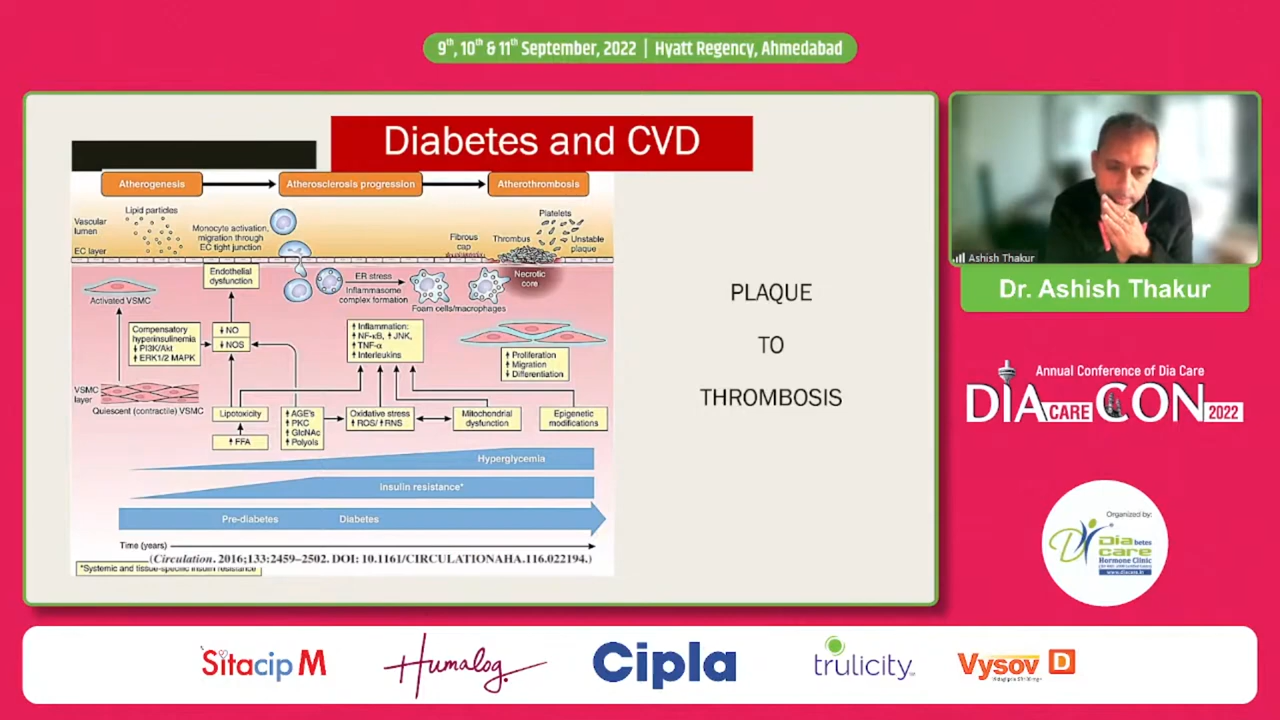 9th, 10th & 11th September, 2022 | Hyatt Regency, Ahmedabad
Diabetes and CVD
Atherogenesis
Atherosclerosis progression
Atherothrombosis
Vascular
lumen
EC layer
Lipid particles
Monocyte activation,
migration through
EC tight junction
Fibrous
cap
Thrombus
Platelets
Unstable
plaque
Endothelial
dysfunction
ER stress
Inflammasome
complex formation
Foam cells/macrophages
Necrotic
core
Activated VSMC
Compensatory
hyperinsulinemia
↓ PI3K/Akt
↑ ERK1/2 MAPK
↓ NO
↓ NOS
↑ Inflammation:
↑ NF-κB, ↑ JNK,
↑ TNF-α
↑ Interleukins
↑ Proliferation
↑ Migration
↓ Differentiation
VSMC
layer
Quiescent (contractile) VSMC
Lipotoxicity
↑ FFA
↑ AGE's
↑ PKC
↑ GlcNAc
↑ Polyols
Oxidative stress
↑ ROS/ ↑ RNS
Mitochondrial
dysfunction
Epigenetic
modifications
Hyperglycemia
Insulin resistance*
Pre-diabetes
Diabetes
Time (years)
(Circulation. 2016;133:2459–2502. DOI: 10.1161/CIRCULATIONAHA.116.022194.)
*Systemic and tissue-specific insulin resistance
PLAQUE
TO
THROMBOSIS
Ashish Thakur
Dr. Ashish Thakur
Annual Conference of Dia Care
DIA CARE CON 2022
Organized by:
Diabetes
care
Hormone Clinic
www.diacare.in
Sitacip M
Humalog
Cipla
trulicity
Vysov D